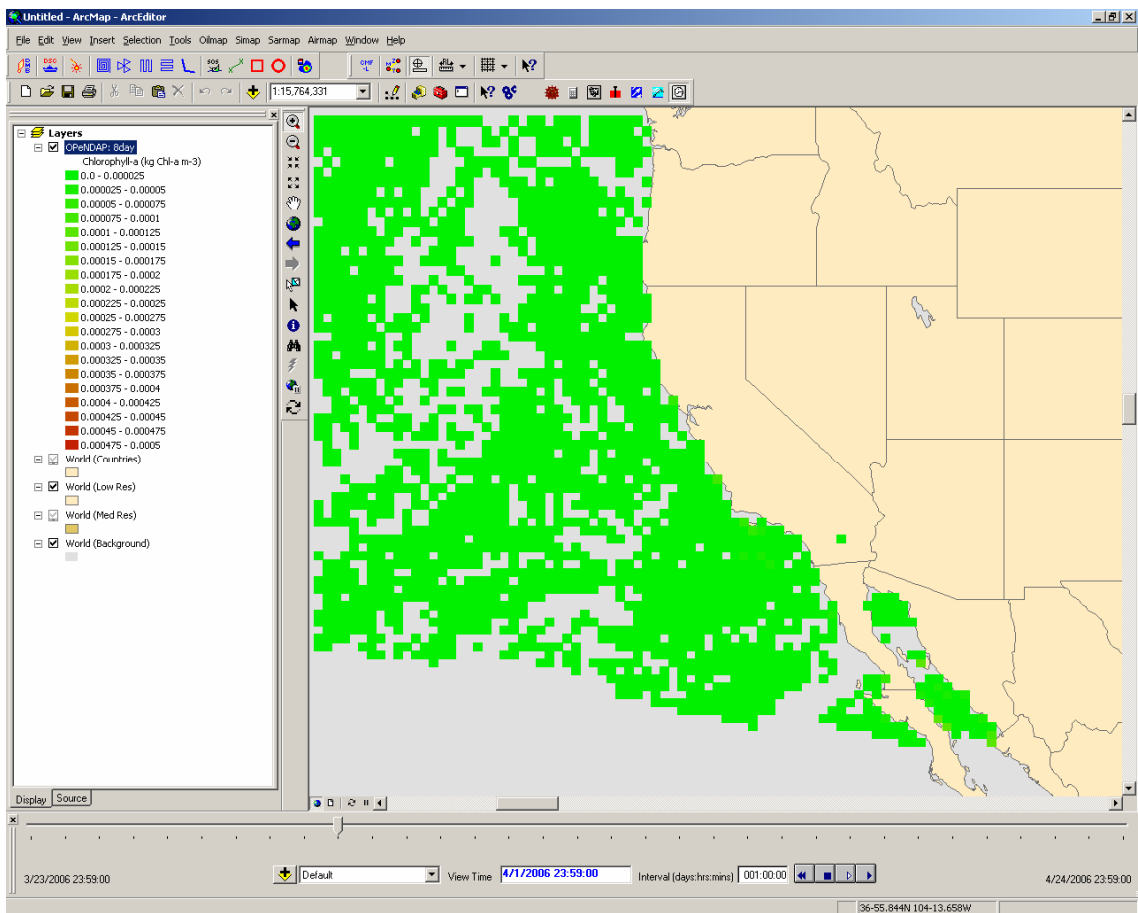 Untitled - ArcMap - ArcEditor
File Edit View Insert Selection Tools Oilmap Simap Sarmap Airmap Window Help
1:15,764,331
Layers
OPeNDAP: 8day
Chlorophyll-a (kg Chl-a m-3)
0.0 - 0.000025
0.000025 - 0.00005
0.00005 - 0.000075
0.000075 - 0.0001
0.0001 - 0.000125
0.000125 - 0.00015
0.00015 - 0.000175
0.000175 - 0.0002
0.0002 - 0.000225
0.000225 - 0.00025
0.00025 - 0.000275
0.000275 - 0.0003
0.0003 - 0.000325
0.000325 - 0.00035
0.00035 - 0.000375
0.000375 - 0.0004
0.0004 - 0.000425
0.000425 - 0.00045
0.00045 - 0.000475
0.000475 - 0.0005
World (Countries)
World (Low Res)
World (Med Res)
World (Background)
Display Source
3/23/2006 23:59:00
Default
View Time 4/1/2006 23:59:00
Interval (days:hrs:mins) 001:00:00
4/24/2006 23:59:00
36-55.844N 104-13.658W